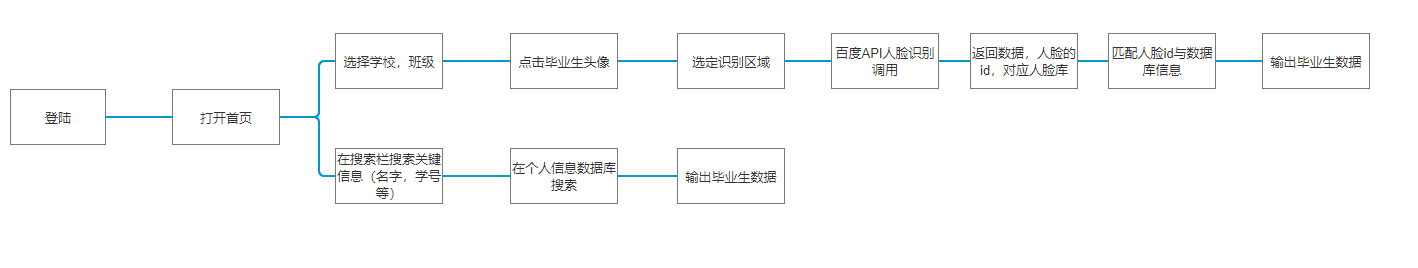 登陆
打开首页
选择学校，班级
点击毕业生头像
选定识别区域
百度API人脸识别
调用
返回数据，人脸的
id，对应人脸库
匹配人脸id与数据
库信息
输出毕业生数据
在搜索栏搜索关键
信息（名字，学号
等）
在个人信息数据库
搜索
输出毕业生数据